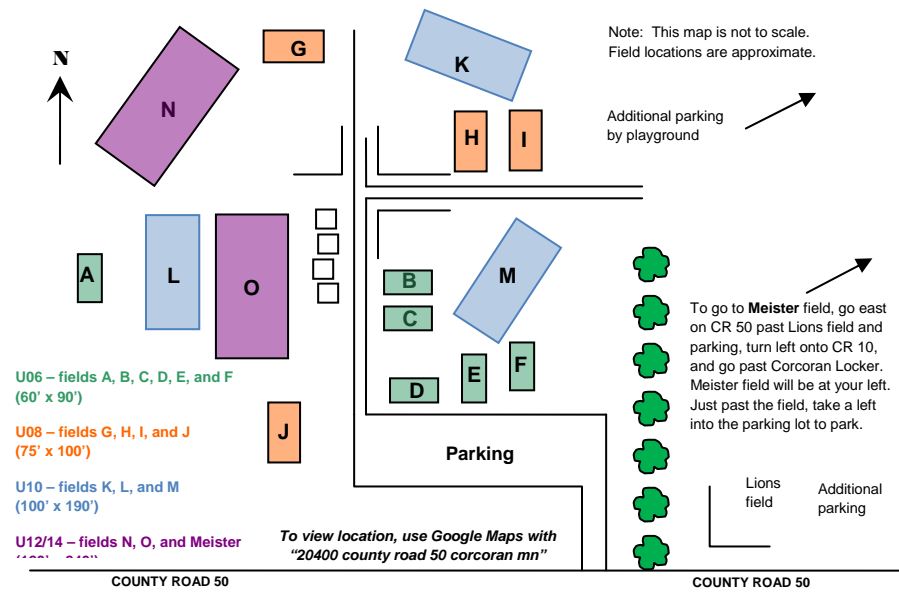 G
K
Note: This map is not to scale.
Field locations are approximate.
N
N
H
I
Additional parking
by playground
A
L
O
B
C
M
To go to Meister field, go east
on CR 50 past Lions field and
parking, turn left onto CR 10,
and go past Corcoran Locker.
Meister field will be at your left.
Just past the field, take a left
into the parking lot to park.
D
E
F
U06 – fields A, B, C, D, E, and F
(60' x 90')
U08 – fields G, H, I, and J
(75' x 100')
J
Parking
U10 – fields K, L, and M
(100' x 190')
Lions
field
Additional
parking
U12/14 – fields N, O, and Meister
To view location, use Google Maps with
“20400 county road 50 corcoran mn”
COUNTY ROAD 50
COUNTY ROAD 50